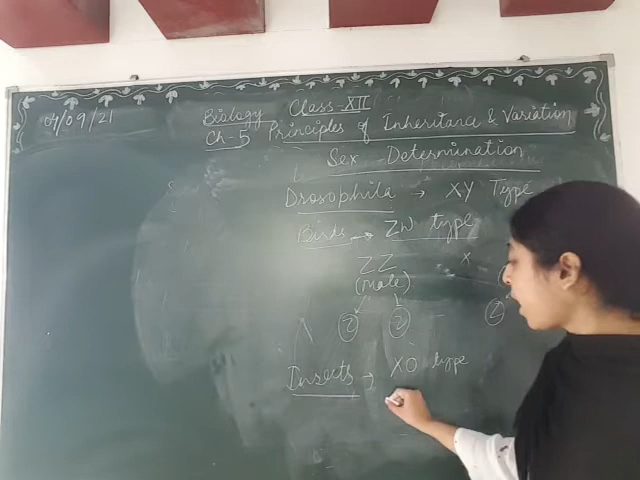 04/09/21
Biology Class-XII
Ch-5 Principles of Inheritance & Variation
Sex Determination
Drosophila → XY Type
Birds → ZW type
ZZ x
(Male)
Z Z Z
Insects → XO type